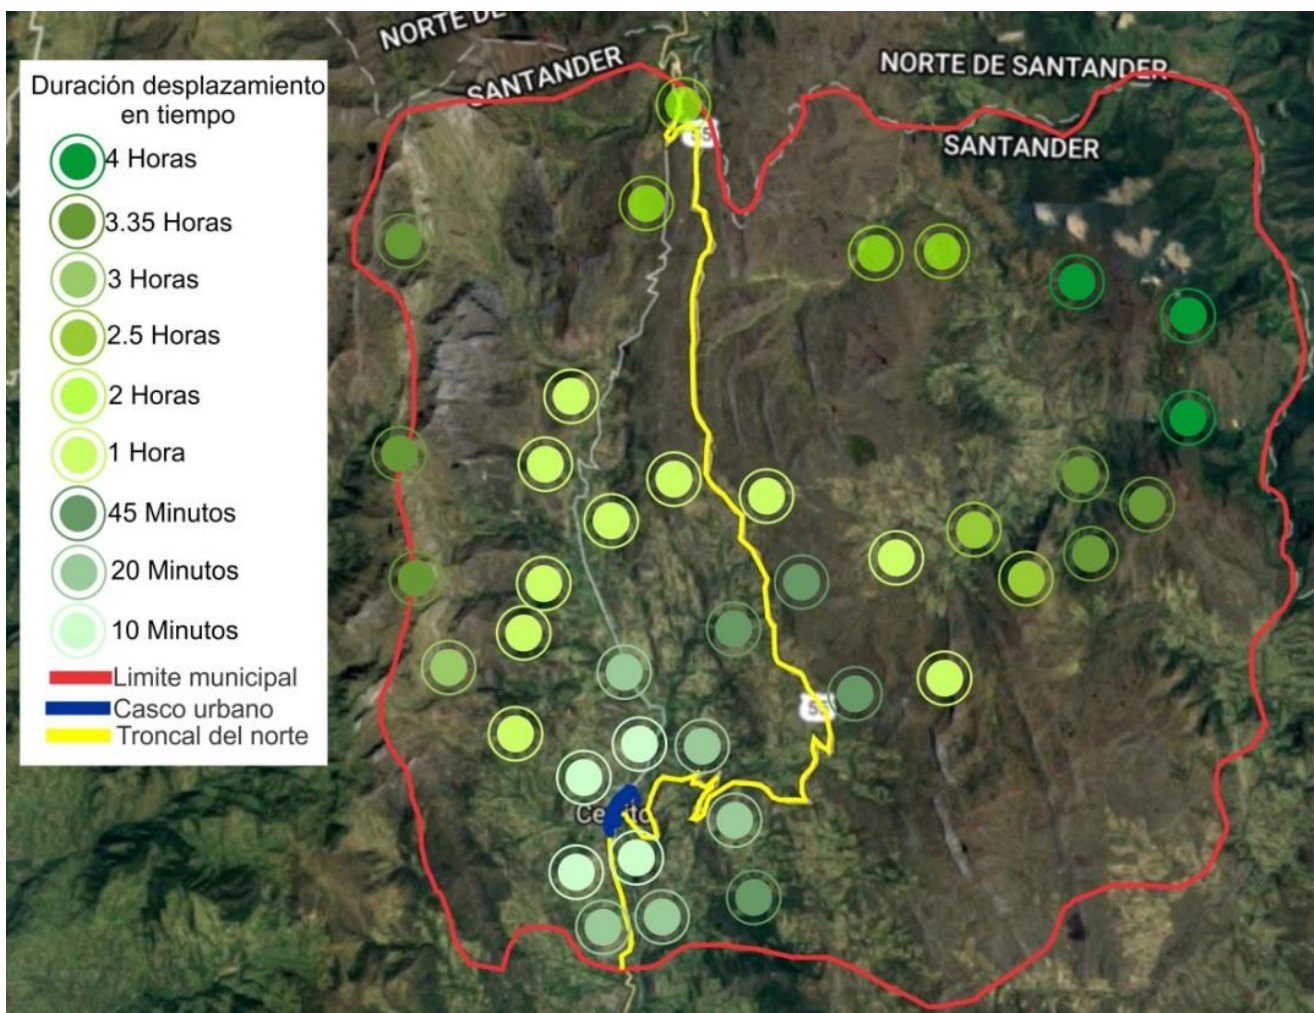 NORTE DE
SANTANDER
NORTE DE SANTANDER
SANTANDER
Duración desplazamiento
en tiempo
4 Horas
3.35 Horas
3 Horas
2.5 Horas
2 Horas
1 Hora
45 Minutos
20 Minutos
10 Minutos
Limite municipal
Casco urbano
Troncal del norte
55